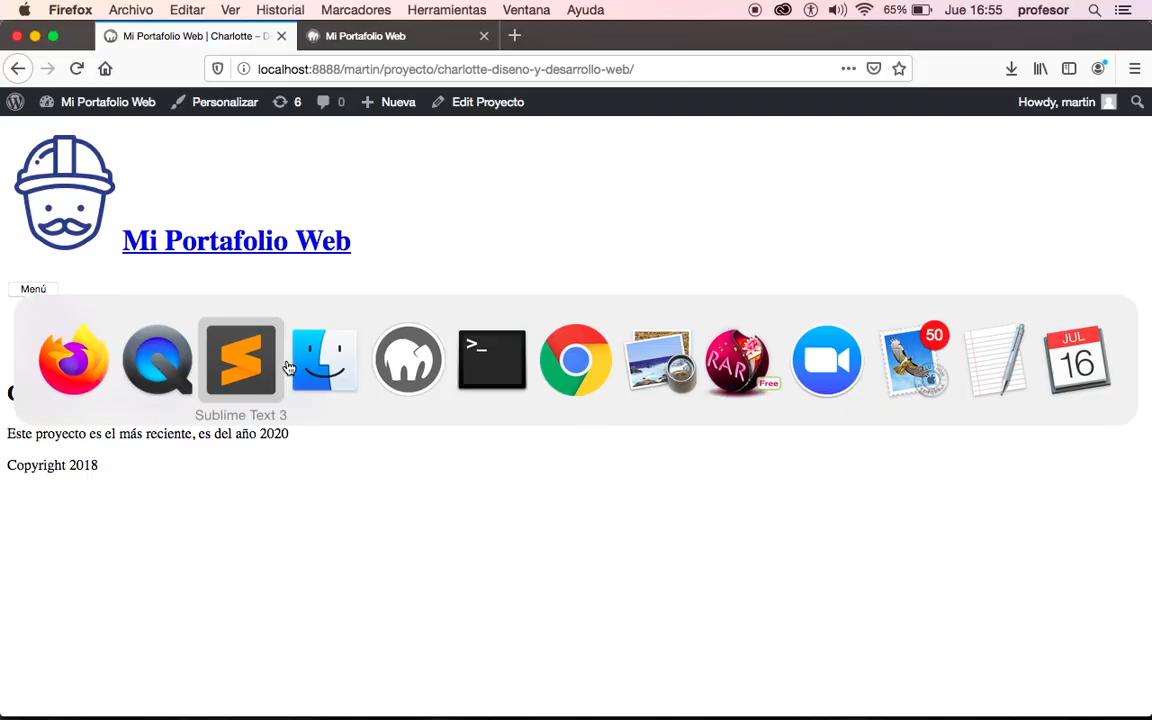 Firefox Archivo Editar Ver Historial Marcadores Herramientas Ventana Ayuda 65% Jue 16:55 profesor
Mi Portafolio Web | Charlotte – D
Mi Portafolio Web
localhost:8888/martin/proyecto/charlotte-diseno-y-desarrollo-web/
Mi Portafolio Web Personalizar 6 0 Nueva Edit Proyecto Howdy, martin
Mi Portafolio Web
Menú
>_
RAR
Free
50
JUL
16
Sublime Text 3
Este proyecto es el más reciente, es del año 2020
Copyright 2018